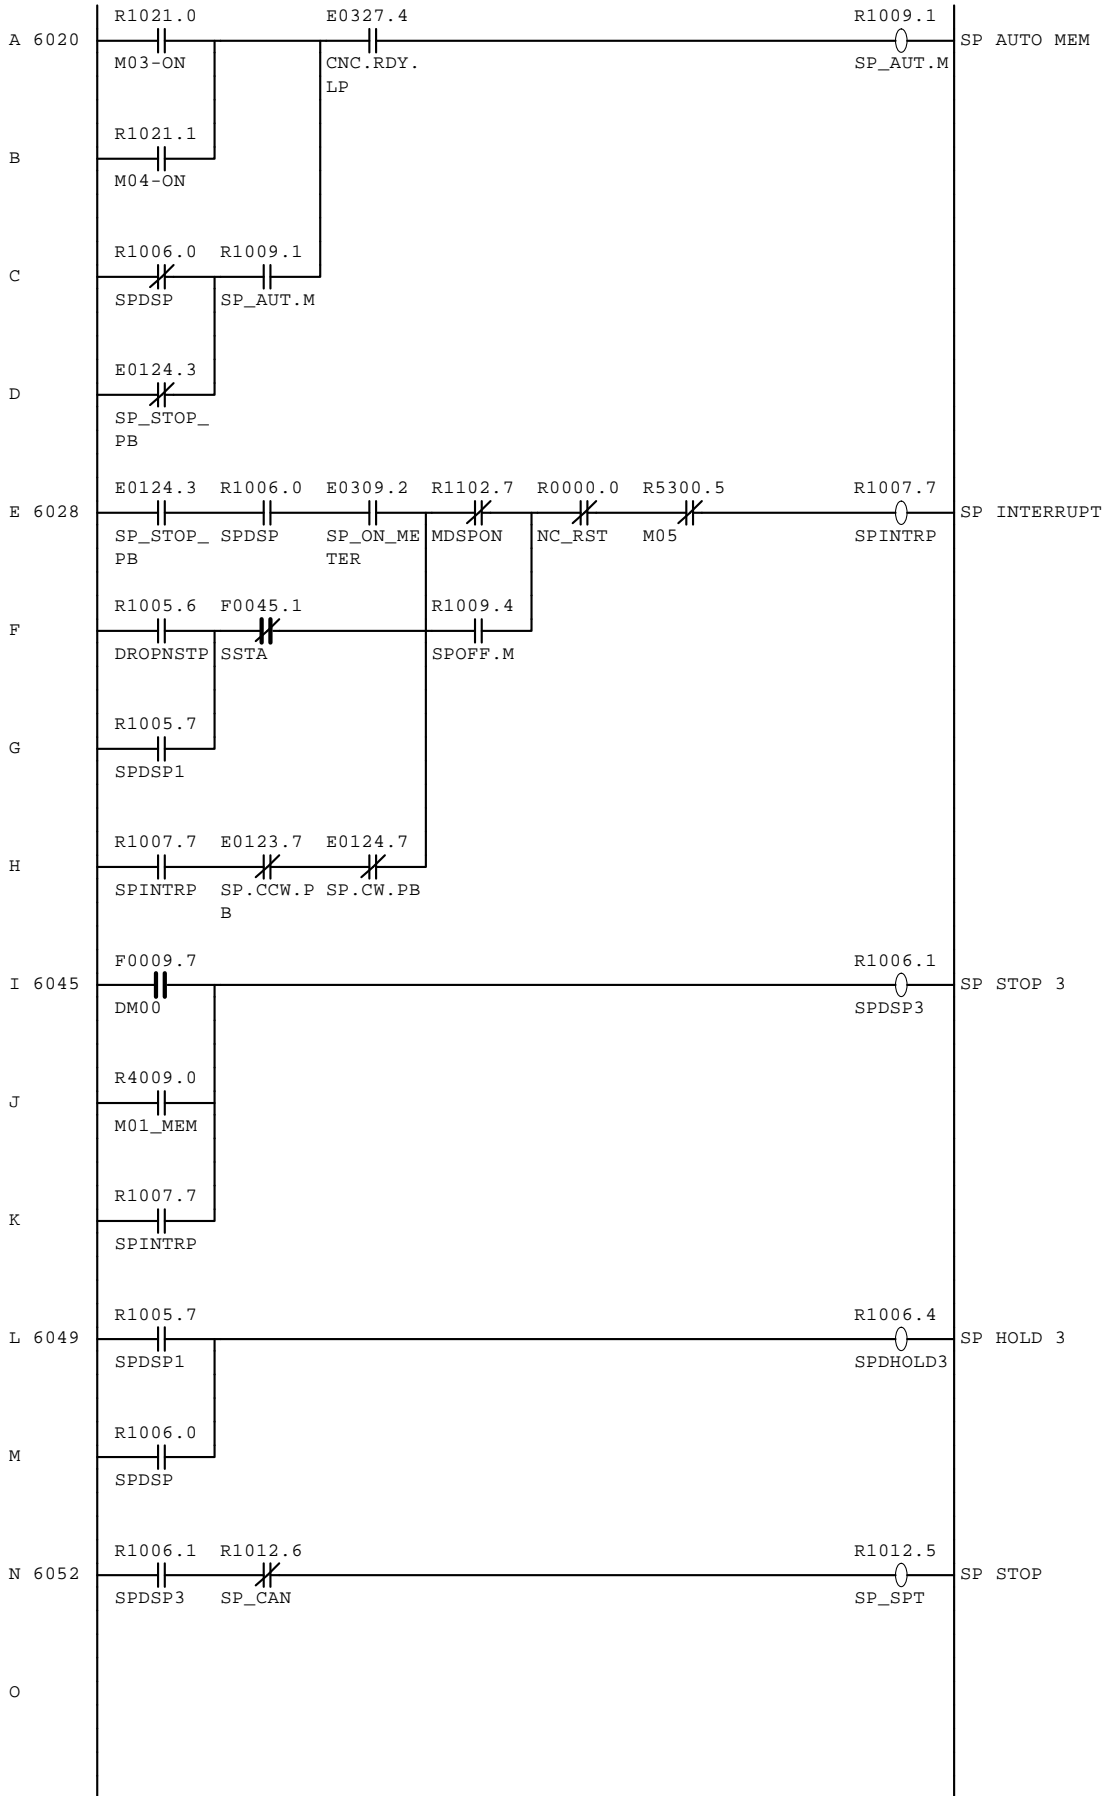 R1021.0 E0327.4 R1009.1
A 6020 SP AUTO MEM
M03-ON CNC.RDY. SP_AUT.M
LP
R1021.1
B
M04-ON
R1006.0 R1009.1
C
SPDSP SP_AUT.M
E0124.3
D
SP_STOP_
PB
E0124.3 R1006.0 E0309.2 R1102.7 R0000.0 R5300.5 R1007.7
E 6028 SP INTERRUPT
SP_STOP_ SPDSP SP_ON_ME MDSPON NC_RST M05 SPINTRP
PB TER
R1005.6 F0045.1 R1009.4
F
DROPNSTP SSTA SPOFF.M
R1005.7
G
SPDSP1
R1007.7 E0123.7 E0124.7
H
SPINTRP SP.CCW.P SP.CW.PB
B
F0009.7 R1006.1
I 6045 SP STOP 3
DM00 SPDSP3
R4009.0
J
M01_MEM
R1007.7
K
SPINTRP
R1005.7 R1006.4
L 6049 SP HOLD 3
SPDSP1 SPDHOLD3
R1006.0
M
SPDSP
R1006.1 R1012.6 R1012.5
N 6052 SP STOP
SPDSP3 SP_CAN SP_SPT
O